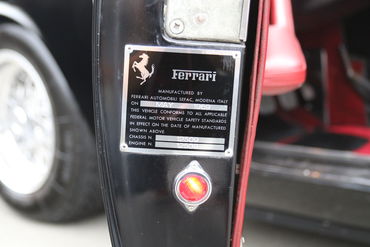 Ferrari
MANUFACTURED BY
FERRARI AUTOMOBILI SEFAC, MODENA ITALY
ON MAY
THIS VEHICLE CONFORMS TO ALL APPLICABLE
FEDERAL MOTOR VEHICLE SAFETY STANDARDS
IN EFFECT ON THE DATE OF MANUFACTURED
SHOWN ABOVE.
CHASSIS N.
ENGINE N.